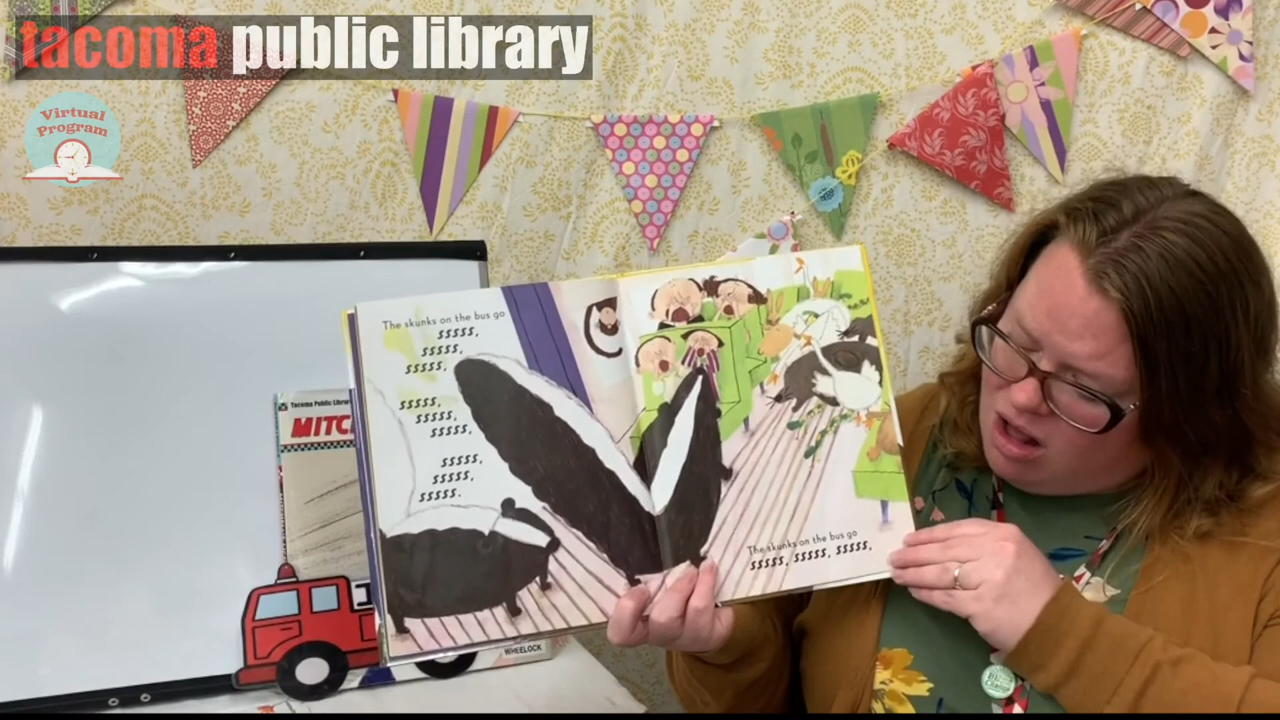 tacoma public library
Virtual
Program
The skunks on the bus go
sssss,
sssss,
sssss,
sssss,
sssss,
sssss,
sssss,
sssss,
sssss.
The skunks on the bus go
sssss, sssss, sssss,
Tacoma Public Library
MITC
WHEELOCK